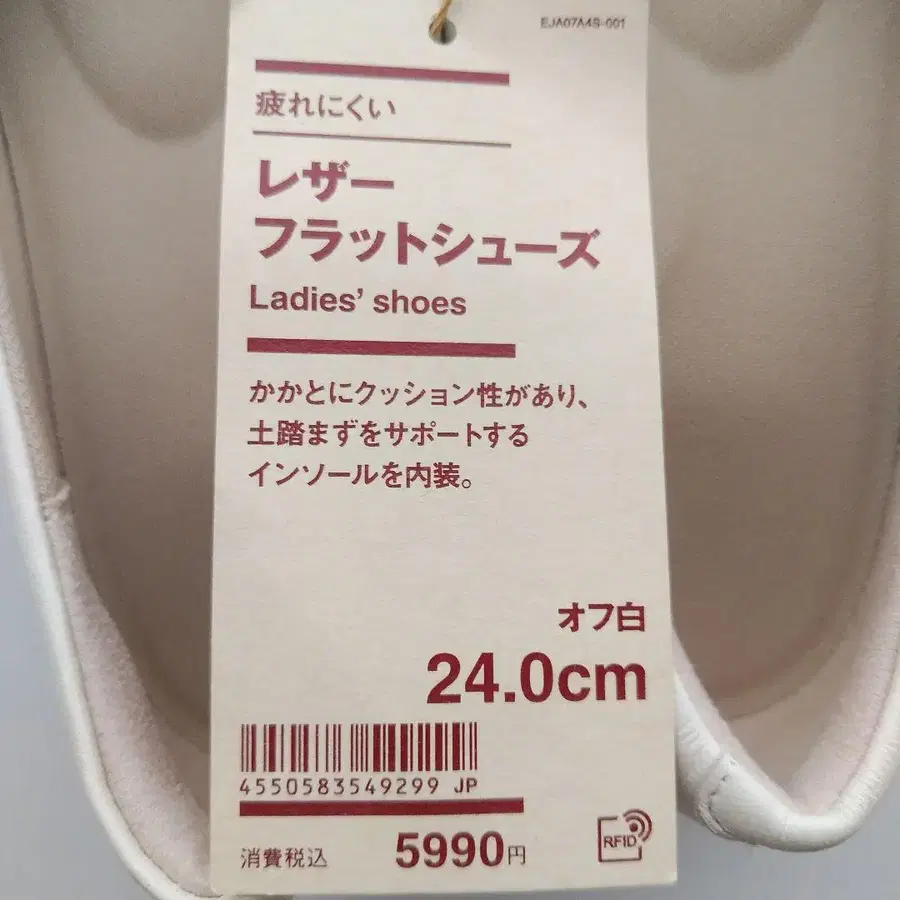 EJA07A4S-001
疲れにくい
レザー
フラットシューズ
Ladies' shoes
かかとにクッション性があり、
土踏まずをサポートする
インソールを内装。
オフ白
24.0cm
4550583549299 JP
消費税込 5990円
RFID